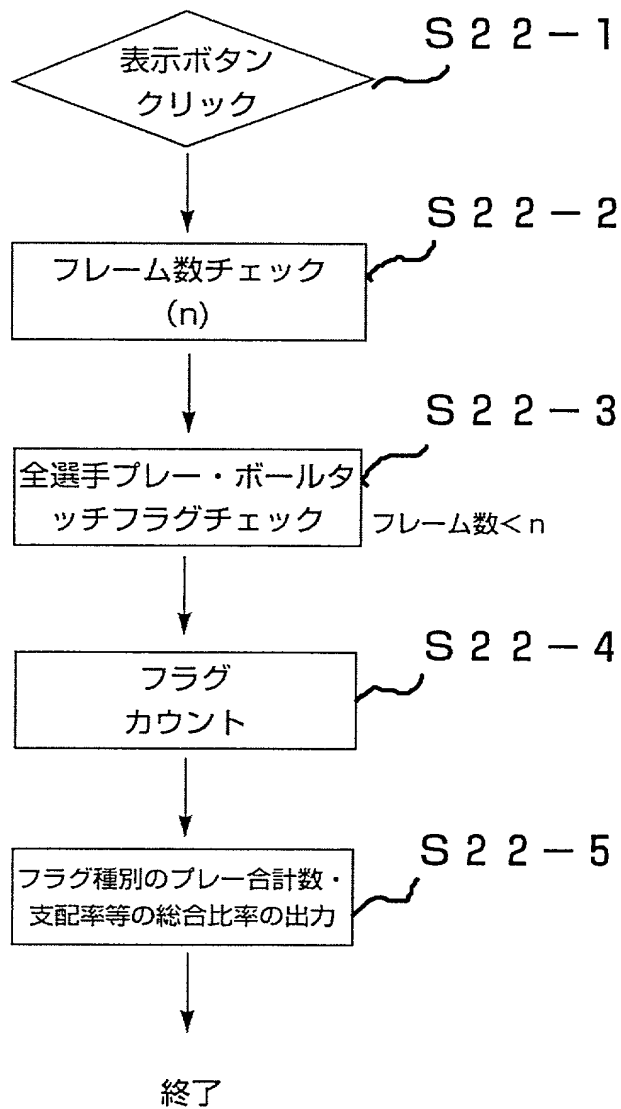 表示ボタン
クリック
S22-1
フレーム数チェック
(n)
S22-2
全選手プレー・ボールタ
ッチフラグチェック
S22-3
フレーム数<n
フラグ
カウント
S22-4
フラグ種別のプレー合計数・
支配率等の総合比率の出力
S22-5
終了